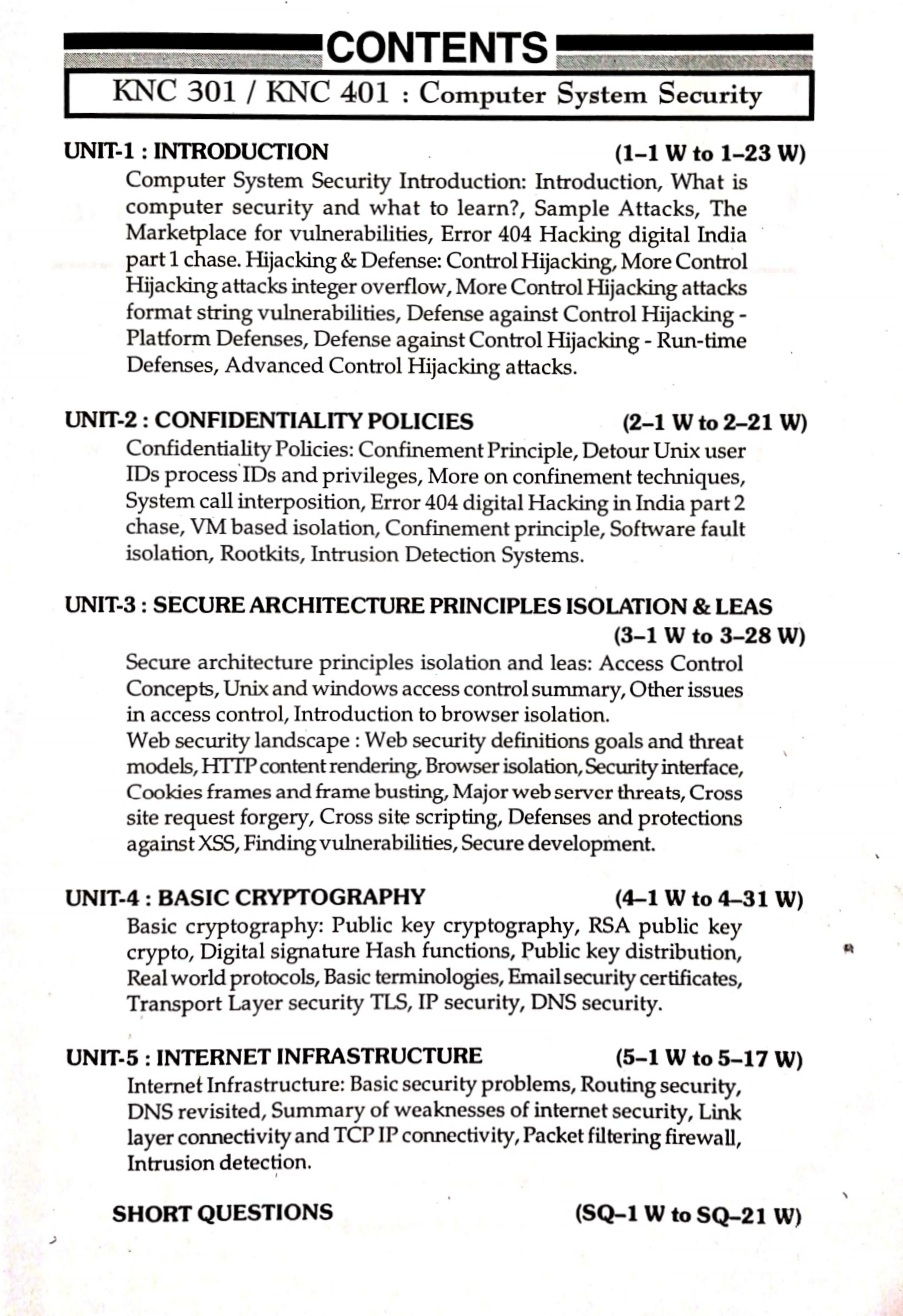 CONTENTS
KNC 301 / KNC 401 : Computer System Security
UNIT-1 : INTRODUCTION (1–1 W to 1–23 W)
Computer System Security Introduction: Introduction, What is
computer security and what to learn?, Sample Attacks, The
Marketplace for vulnerabilities, Error 404 Hacking digital India
part 1 chase. Hijacking & Defense: Control Hijacking, More Control
Hijacking attacks integer overflow, More Control Hijacking attacks
format string vulnerabilities, Defense against Control Hijacking -
Platform Defenses, Defense against Control Hijacking - Run-time
Defenses, Advanced Control Hijacking attacks.
UNIT-2 : CONFIDENTIALITY POLICIES (2–1 W to 2–21 W)
Confidentiality Policies: Confinement Principle, Detour Unix user
IDs process IDs and privileges, More on confinement techniques,
System call interposition, Error 404 digital Hacking in India part 2
chase, VM based isolation, Confinement principle, Software fault
isolation, Rootkits, Intrusion Detection Systems.
UNIT-3 : SECURE ARCHITECTURE PRINCIPLES ISOLATION & LEAS
(3–1 W to 3–28 W)
Secure architecture principles isolation and leas: Access Control
Concepts, Unix and windows access control summary, Other issues
in access control, Introduction to browser isolation.
Web security landscape : Web security definitions goals and threat
models, HTTP content rendering, Browser isolation, Security interface,
Cookies frames and frame busting, Major web server threats, Cross
site request forgery, Cross site scripting, Defenses and protections
against XSS, Finding vulnerabilities, Secure development.
UNIT-4 : BASIC CRYPTOGRAPHY (4–1 W to 4–31 W)
Basic cryptography: Public key cryptography, RSA public key
crypto, Digital signature Hash functions, Public key distribution,
Real world protocols, Basic terminologies, Email security certificates,
Transport Layer security TLS, IP security, DNS security.
UNIT-5 : INTERNET INFRASTRUCTURE (5–1 W to 5–17 W)
Internet Infrastructure: Basic security problems, Routing security,
DNS revisited, Summary of weaknesses of internet security, Link
layer connectivity and TCP IP connectivity, Packet filtering firewall,
Intrusion detection.
SHORT QUESTIONS (SQ–1 W to SQ–21 W)